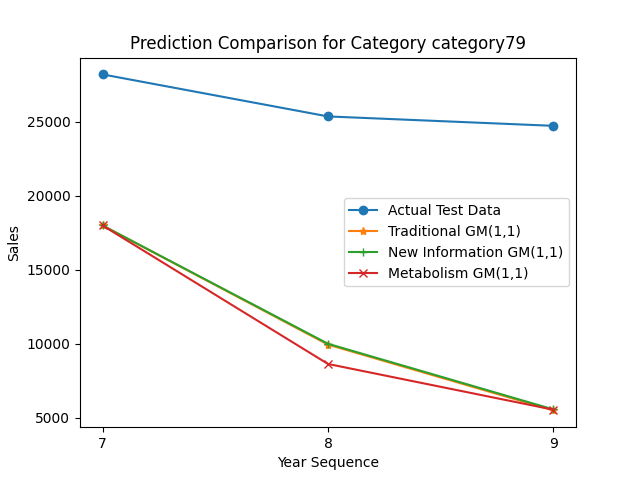 Prediction Comparison for Category category79
Sales
25000
20000
15000
10000
5000
Actual Test Data
Traditional GM(1,1)
New Information GM(1,1)
Metabolism GM(1,1)
7
8
9
Year Sequence